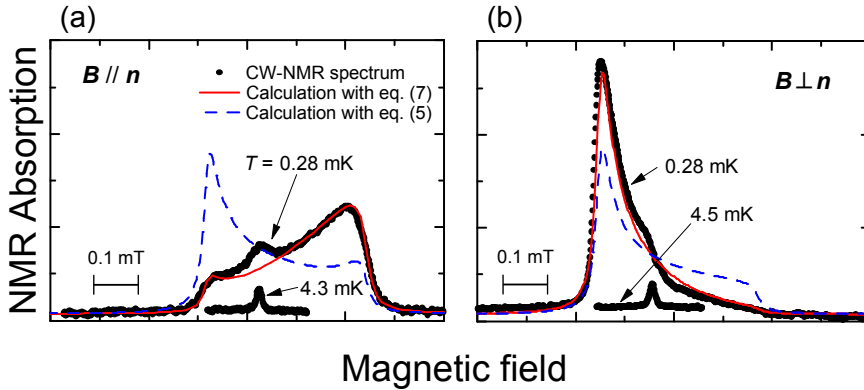 (a)
(b)
B // n
CW-NMR spectrum
Calculation with eq. (7)
Calculation with eq. (5)
T = 0.28 mK
0.1 mT
4.3 mK
B ⊥ n
0.28 mK
4.5 mK
0.1 mT
NMR Absorption
Magnetic field